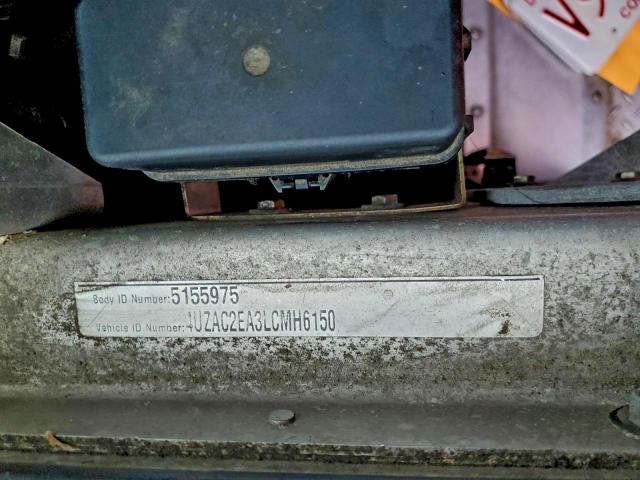 Body ID Number:5155975
Vehicle ID Number: 4UZAC2EA3LCMH6150